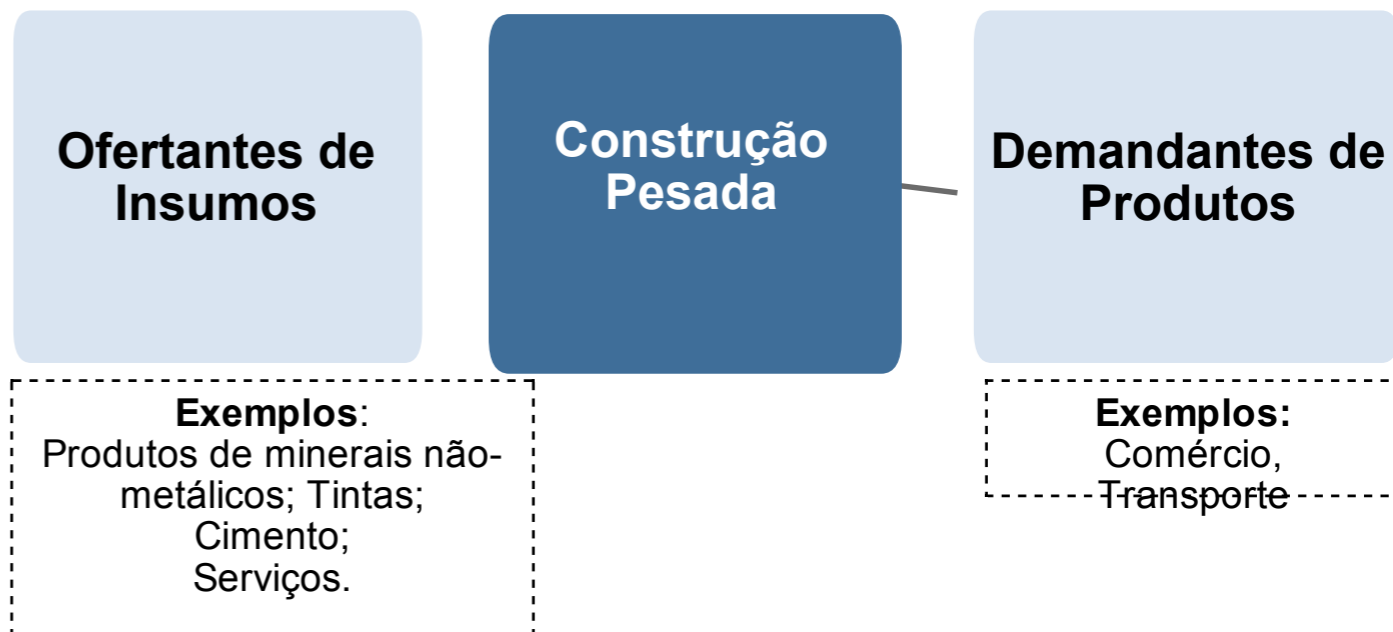 Ofertantes de
Insumos
Construção
Pesada
Demandantes de
Produtos
Exemplos:
Produtos de minerais não-
metálicos; Tintas;
Cimento;
Serviços.
Exemplos:
Comércio,
Transporte